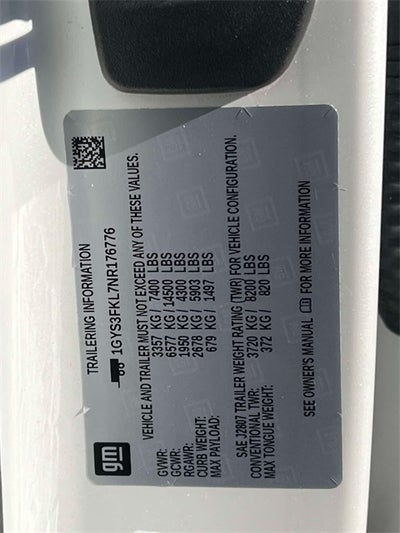 gm
TRAILERING INFORMATION
1GYS3FKL7NR176776
VEHICLE AND TRAILER MUST NOT EXCEED ANY OF THESE VALUES.
GVWR: 3357 KG / 7400 LBS
GCWR: 6577 KG / 14500 LBS
RGAWR: 1950 KG / 4300 LBS
CURB WEIGHT: 2678 KG / 5903 LBS
MAX PAYLOAD: 679 KG / 1497 LBS
SAE J2807 TRAILER WEIGHT RATING (TWR) FOR VEHICLE CONFIGURATION.
CONVENTIONAL TWR: 3720 KG / 8200 LBS
MAX TONGUE WEIGHT: 372 KG / 820 LBS
SEE OWNER'S MANUAL FOR MORE INFORMATION